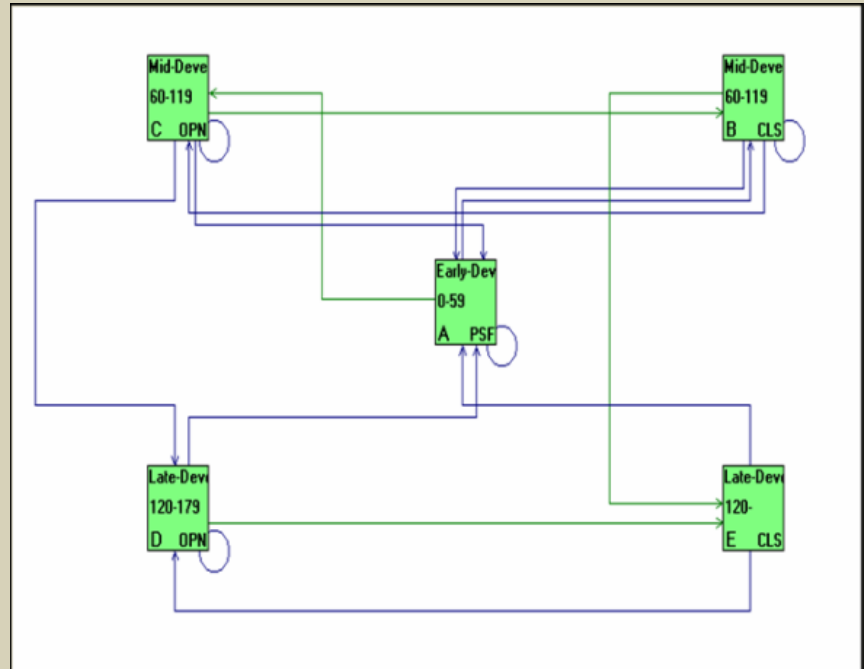 Mid-Deve
60-119
C OPN
Mid-Deve
60-119
B CLS
Early-Dev
0-59
A PSF
Late-Deve
120-179
D OPN
Late-Deve
120-
E CLS